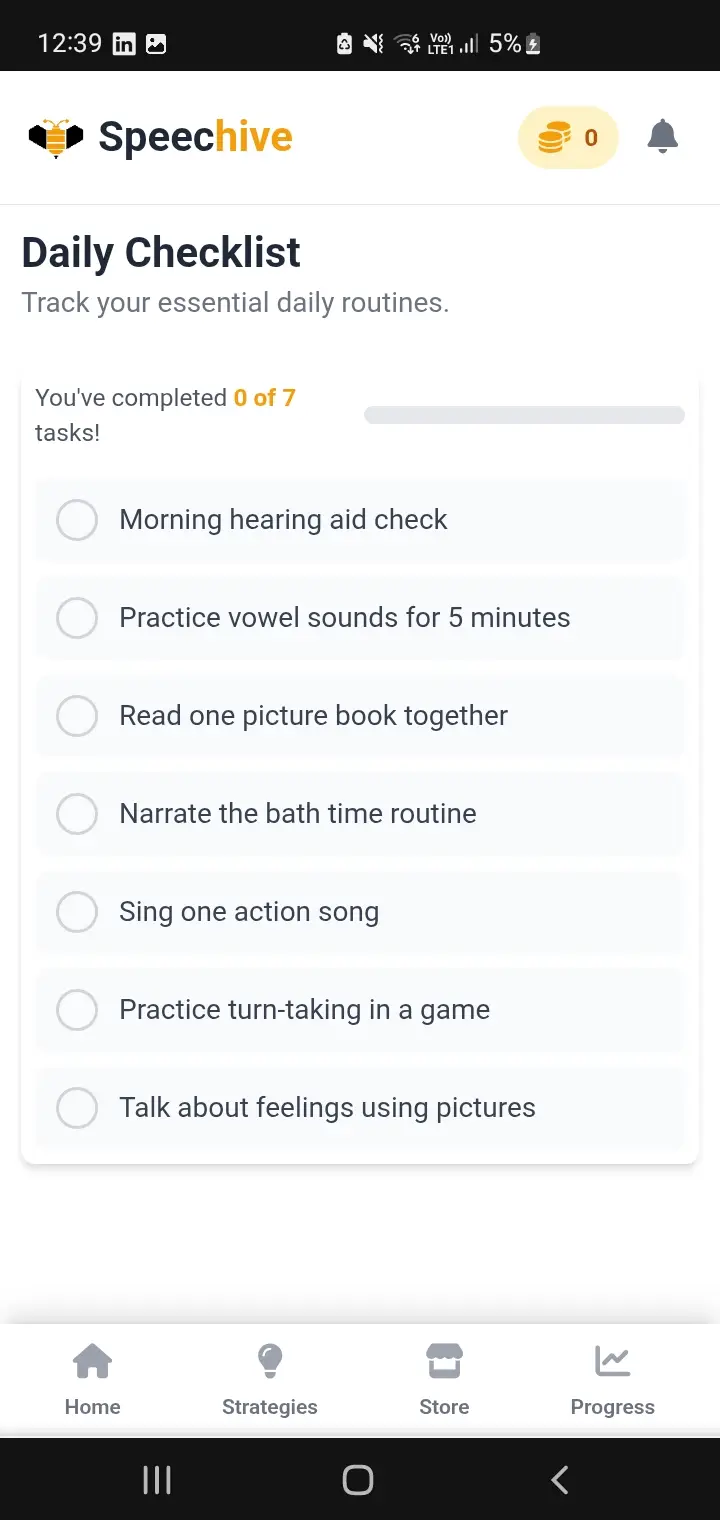 12:39
6 Vo)) LTE1 5%
Speechive
0
Daily Checklist
Track your essential daily routines.
You've completed 0 of 7
tasks!
Morning hearing aid check
Practice vowel sounds for 5 minutes
Read one picture book together
Narrate the bath time routine
Sing one action song
Practice turn-taking in a game
Talk about feelings using pictures
Home Strategies Store Progress